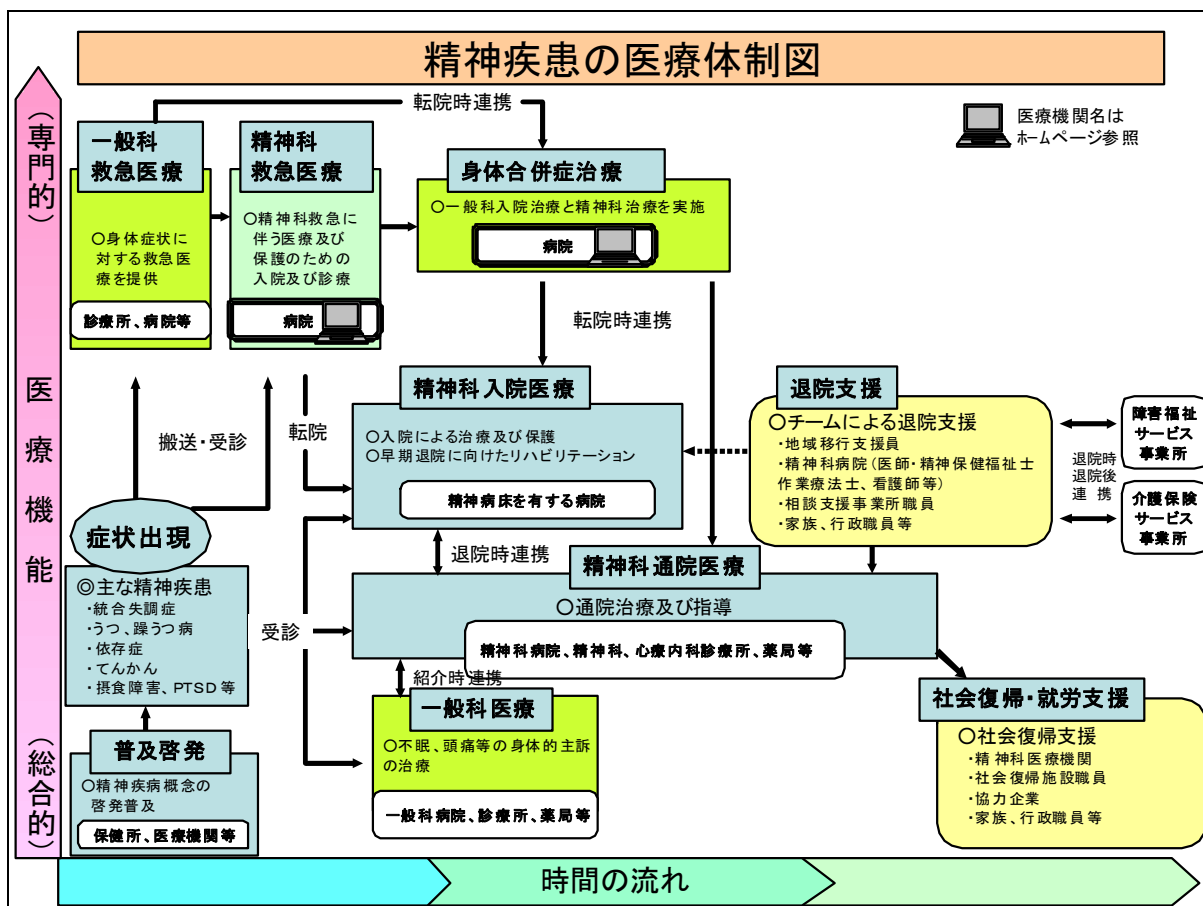 精神疾患の医療体制図
医療機関名は
ホームページ参照
(専門的)
医療機能
(総合的)
転院時連携
一般科
救急医療
○身体症状に
対する救急医
療を提供
診療所、病院等
精神科
救急医療
○精神科救急に
伴う医療及び
保護のための
入院及び診療
病院
身体合併症治療
○一般科入院治療と精神科治療を実施
病院
転院時連携
搬送・受診
転院
精神科入院医療
○入院による治療及び保護
○早期退院に向けたリハビリテーション
精神病床を有する病院
退院支援
○チームによる退院支援
・地域移行支援員
・精神科病院(医師・精神保健福祉士
作業療法士、看護師等)
・相談支援事業所職員
・家族、行政職員等
障害福祉
サービス
事業所
退院時
退院後
連携
介護保険
サービス
事業所
症状出現
◎主な精神疾患
・統合失調症
・うつ、躁うつ病
・依存症
・てんかん
・摂食障害、PTSD等
受診
退院時連携
精神科通院医療
○通院治療及び指導
精神科病院、精神科、心療内科診療所、薬局等
紹介時連携
一般科医療
○不眠、頭痛等の身体的主訴
の治療
一般科病院、診療所、薬局等
普及啓発
○精神疾病概念の
啓発普及
保健所、医療機関等
社会復帰・就労支援
○社会復帰支援
・精神科医療機関
・社会復帰施設職員
・協力企業
・家族、行政職員等
時間の流れ